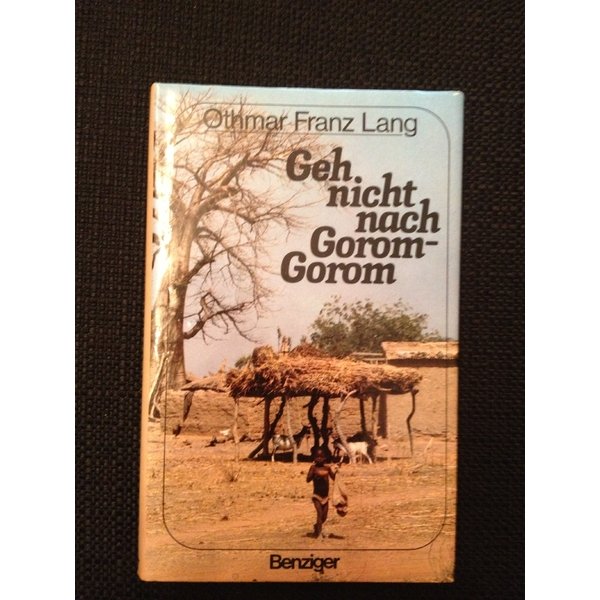 Othmar Franz Lang
Geh
nicht
nach
Gorom-
Gorom
Benziger